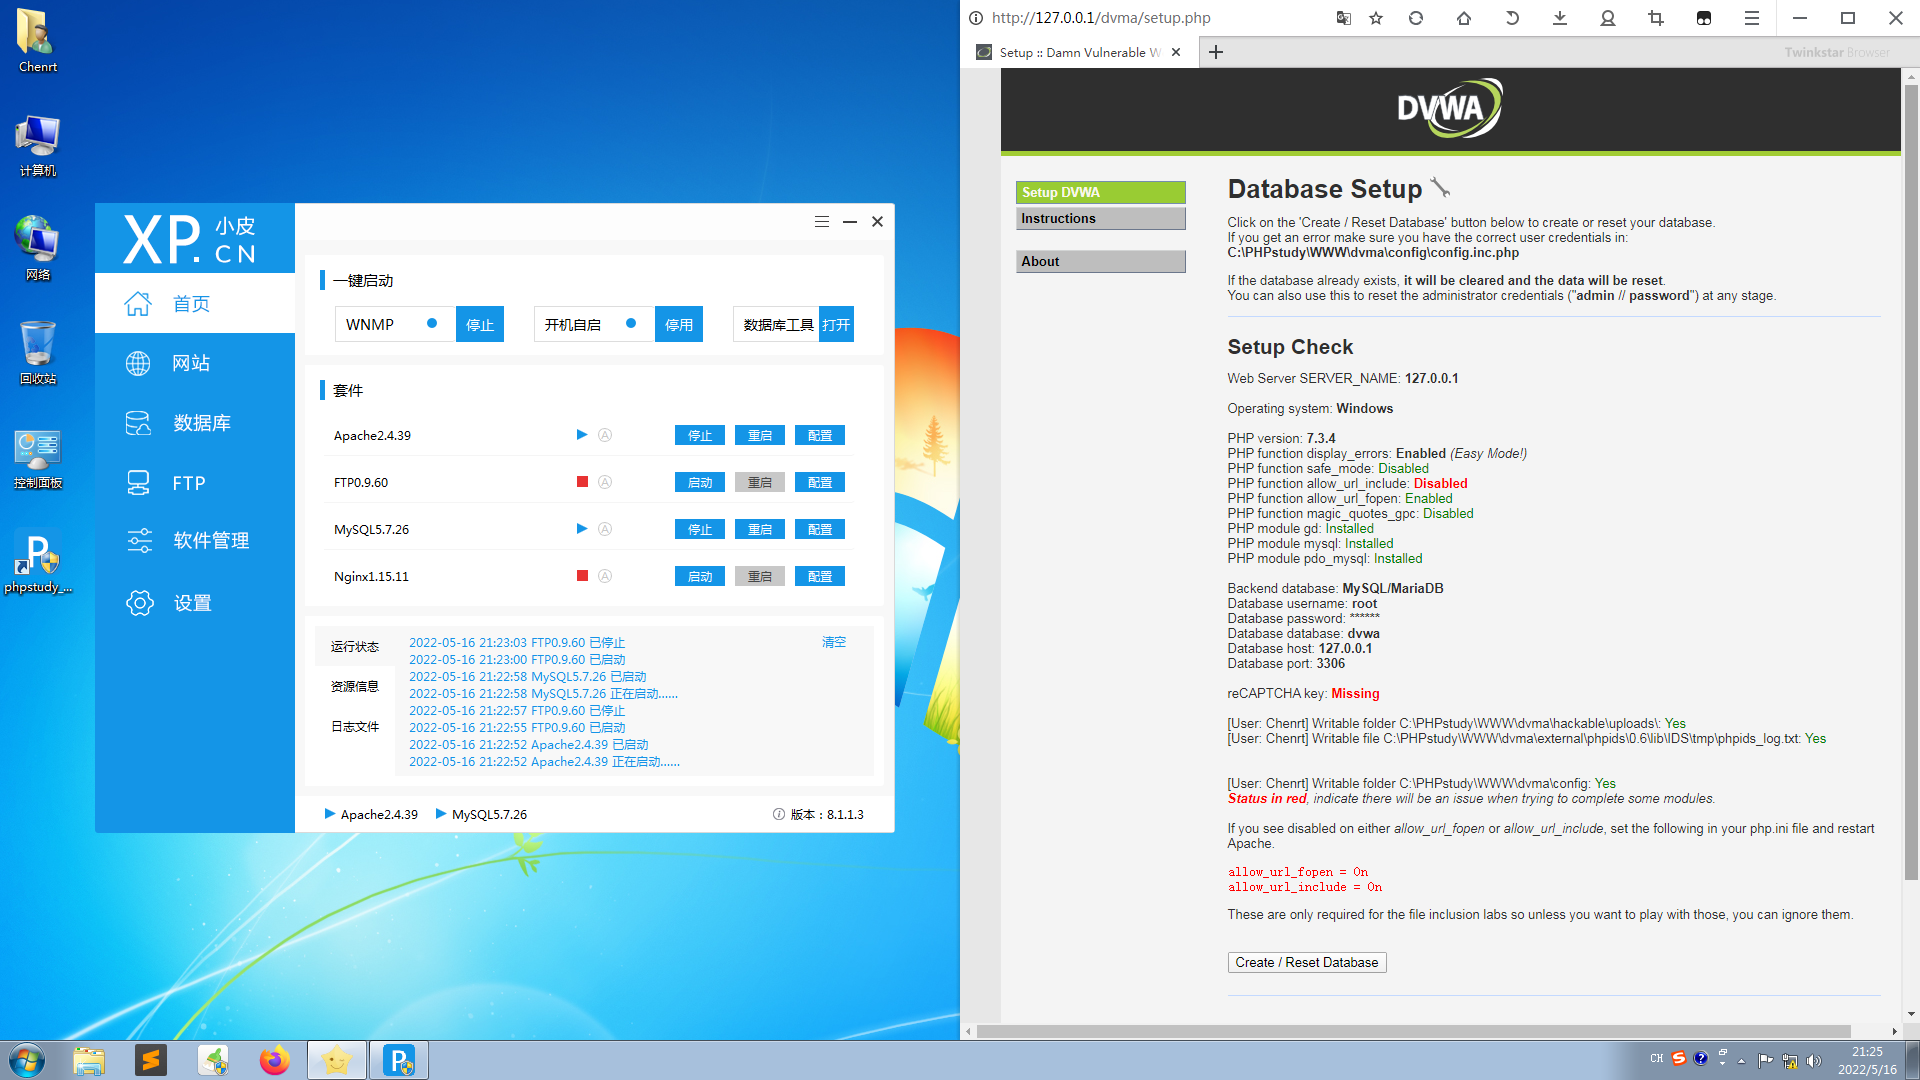 Chenrt
计算机
网络
回收站
控制面板
phpstudy_...
XP.CN 小皮
首页
网站
数据库
FTP
软件管理
设置
一键启动
WNMP 停止
开机自启 停用
数据库工具 打开
套件
Apache2.4.39 A 停止 重启 配置
FTP0.9.60 A 启动 重启 配置
MySQL5.7.26 A 停止 重启 配置
Nginx1.15.11 A 启动 重启 配置
运行状态
资源信息
日志文件
清空
2022-05-16 21:23:03 FTP0.9.60 已停止
2022-05-16 21:23:00 FTP0.9.60 已启动
2022-05-16 21:22:58 MySQL5.7.26 已启动
2022-05-16 21:22:58 MySQL5.7.26 正在启动......
2022-05-16 21:22:57 FTP0.9.60 已停止
2022-05-16 21:22:55 FTP0.9.60 已启动
2022-05-16 21:22:52 Apache2.4.39 已启动
2022-05-16 21:22:52 Apache2.4.39 正在启动......
Apache2.4.39 MySQL5.7.26 版本：8.1.1.3
http://127.0.0.1/dvma/setup.php
Setup :: Damn Vulnerable W
Twinkstar Browser
DVWA
Setup DVWA
Instructions
About
Database Setup
Click on the 'Create / Reset Database' button below to create or reset your database.
If you get an error make sure you have the correct user credentials in:
C:\PHPstudy\WWW\dvma\config\config.inc.php
If the database already exists, it will be cleared and the data will be reset.
You can also use this to reset the administrator credentials ("admin // password") at any stage.
Setup Check
Web Server SERVER_NAME: 127.0.0.1
Operating system: Windows
PHP version: 7.3.4
PHP function display_errors: Enabled (Easy Mode!)
PHP function safe_mode: Disabled
PHP function allow_url_include: Disabled
PHP function allow_url_fopen: Enabled
PHP function magic_quotes_gpc: Disabled
PHP module gd: Installed
PHP module mysql: Installed
PHP module pdo_mysql: Installed
Backend database: MySQL/MariaDB
Database username: root
Database password: ******
Database database: dvwa
Database host: 127.0.0.1
Database port: 3306
reCAPTCHA key: Missing
[User: Chenrt] Writable folder C:\PHPstudy\WWW\dvma\hackable\uploads\: Yes
[User: Chenrt] Writable file C:\PHPstudy\WWW\dvma\external\phpids\0.6\lib\IDS\tmp\phpids_log.txt: Yes
[User: Chenrt] Writable folder C:\PHPstudy\WWW\dvma\config: Yes
Status in red, indicate there will be an issue when trying to complete some modules.
If you see disabled on either allow_url_fopen or allow_url_include, set the following in your php.ini file and restart
Apache.
allow_url_fopen = On
allow_url_include = On
These are only required for the file inclusion labs so unless you want to play with those, you can ignore them.
Create / Reset Database
CH
21:25
2022/5/16